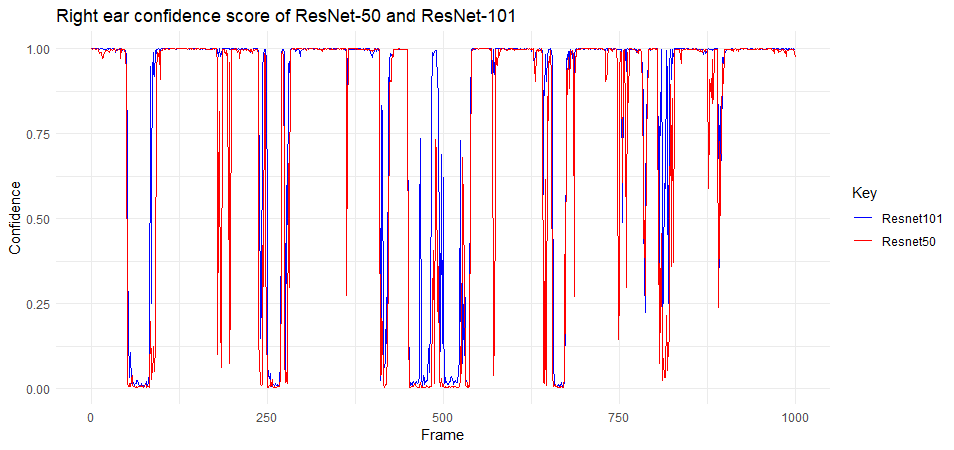 Right ear confidence score of ResNet-50 and ResNet-101
1.00
0.75
0.50
0.25
0.00
Confidence
0 250 500 750 1000
Frame
Key
Resnet101
Resnet50